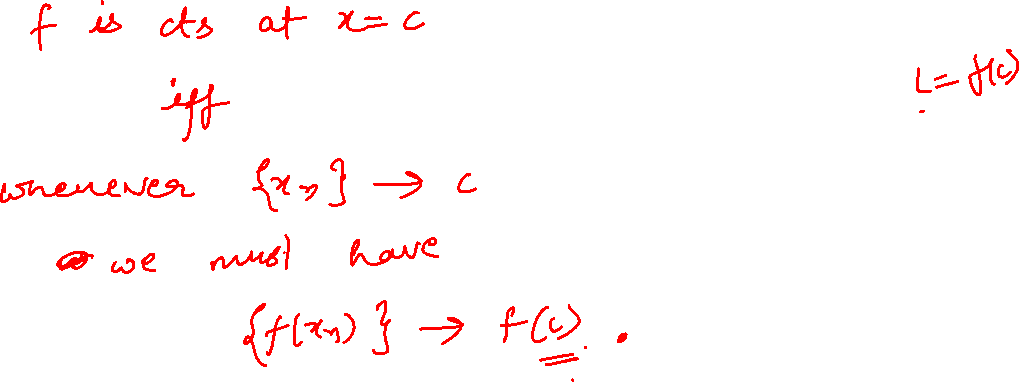 f is cts at x = c
L = f(c)
iff
whenever {xₙ} → c
we must have
{f(xₙ)} → f(c).